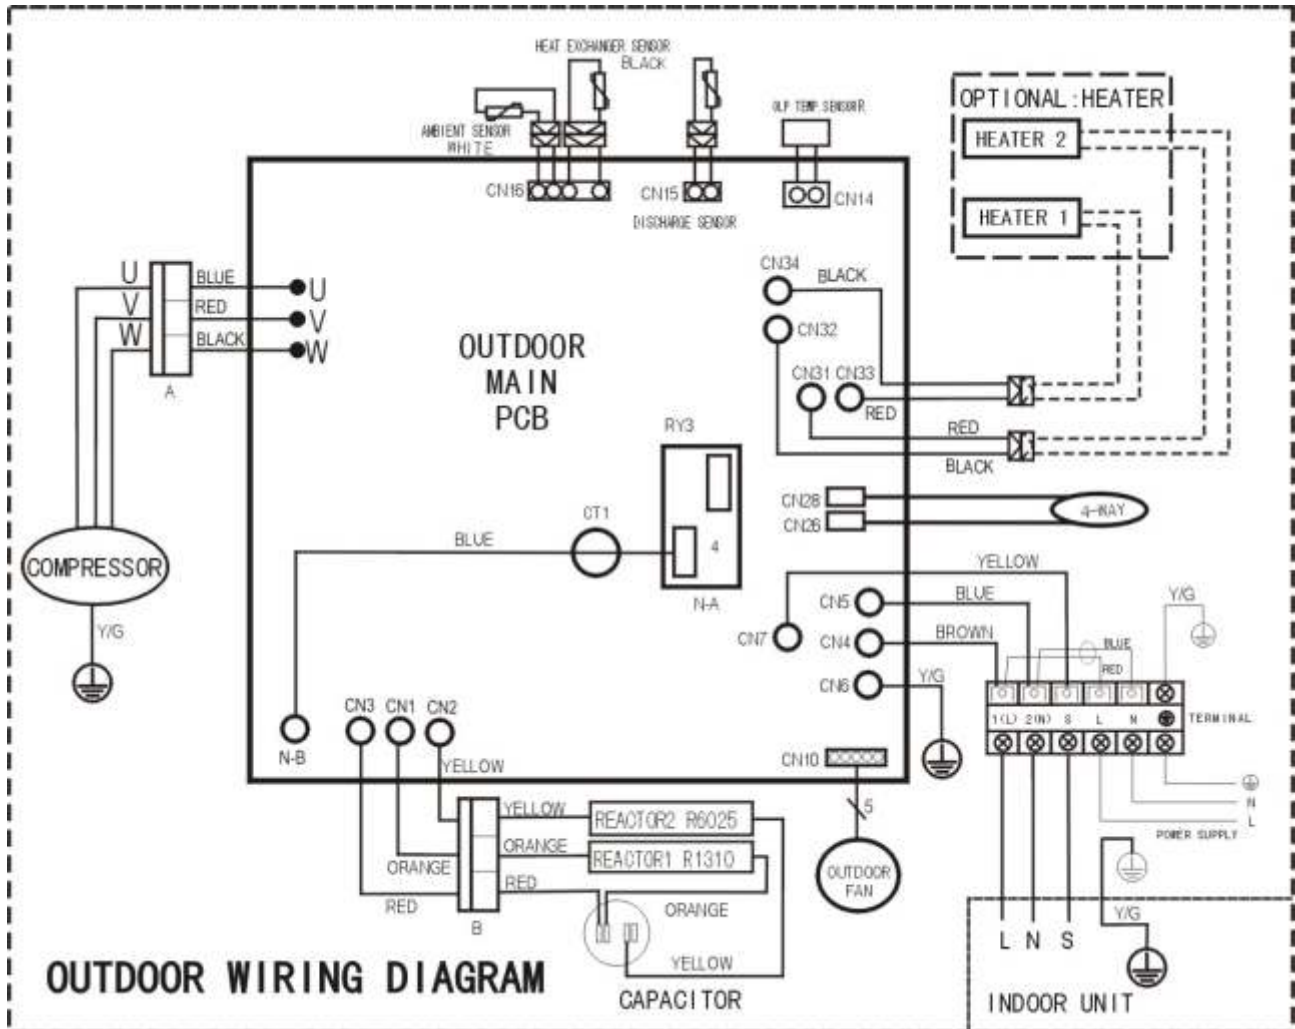 HEAT EXCHANGER SENSOR
BLACK
AMBIENT SENSOR
WHITE
OLP TEMP.SENSORR
OPTIONAL:HEATER
HEATER 2
HEATER 1
CN16
CN15
CN14
DISCHARGE SENSOR
U
V
W
BLUE
RED
BLACK
U
V
W
A
OUTDOOR
MAIN
PCB
CN34
BLACK
CN32
CN31 CN33
RED
RED
BLACK
RY3
CT1
4
BLUE
N-A
CN28
CN26
4-WAY
COMPRESSOR
Y/G
YELLOW
CN5
BLUE
CN7
CN4
BROWN
CN6
Y/G
BLUE
RED
Y/G
1(L) 2(N) S L N
TERMINAL
N-B
CN3 CN1 CN2
YELLOW
CN10
5
OUTDOOR
FAN
N
L
POWER SUPPLY
YELLOW
REACTOR2 R6025
ORANGE
ORANGE
REACTOR1 R1310
RED
RED
B
ORANGE
YELLOW
CAPACITOR
Y/G
L N S
INDOOR UNIT
OUTDOOR WIRING DIAGRAM